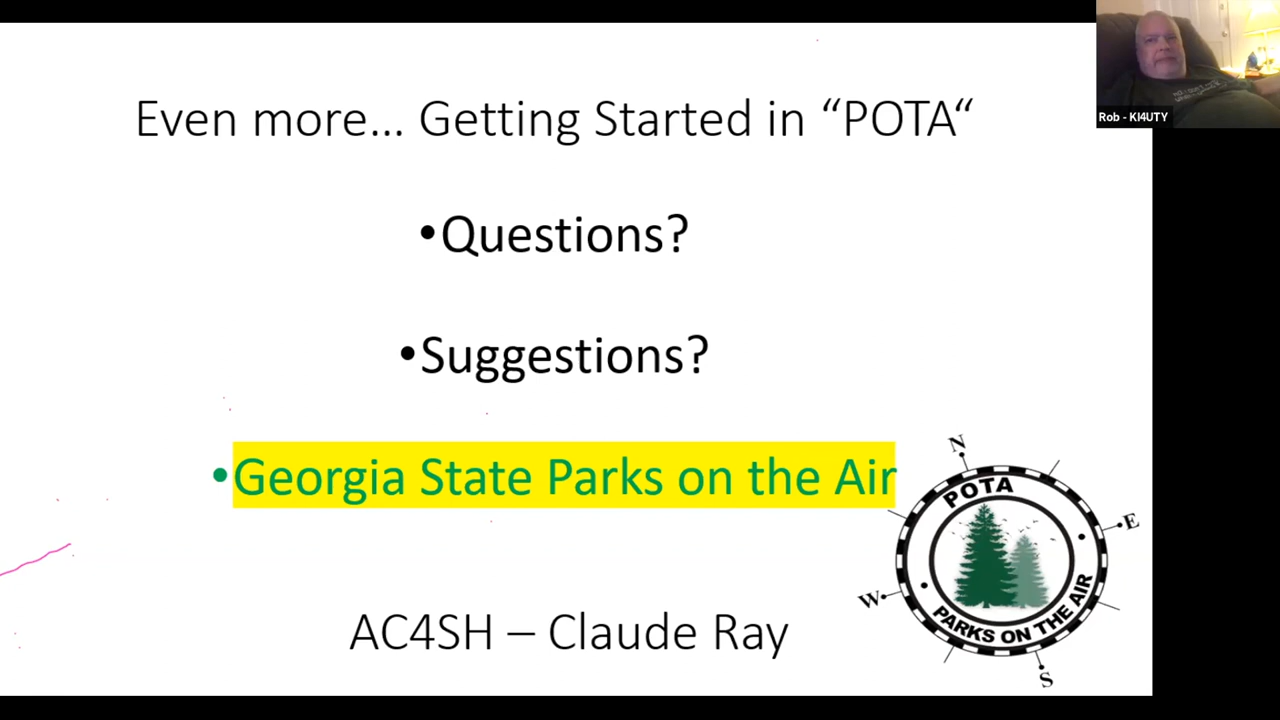 Even more... Getting Started in “POTA“
•Questions?
•Suggestions?
•Georgia State Parks on the Air
AC4SH – Claude Ray
Rob - KI4UTY
N
POTA
E
W
PARKS ON THE AIR
S